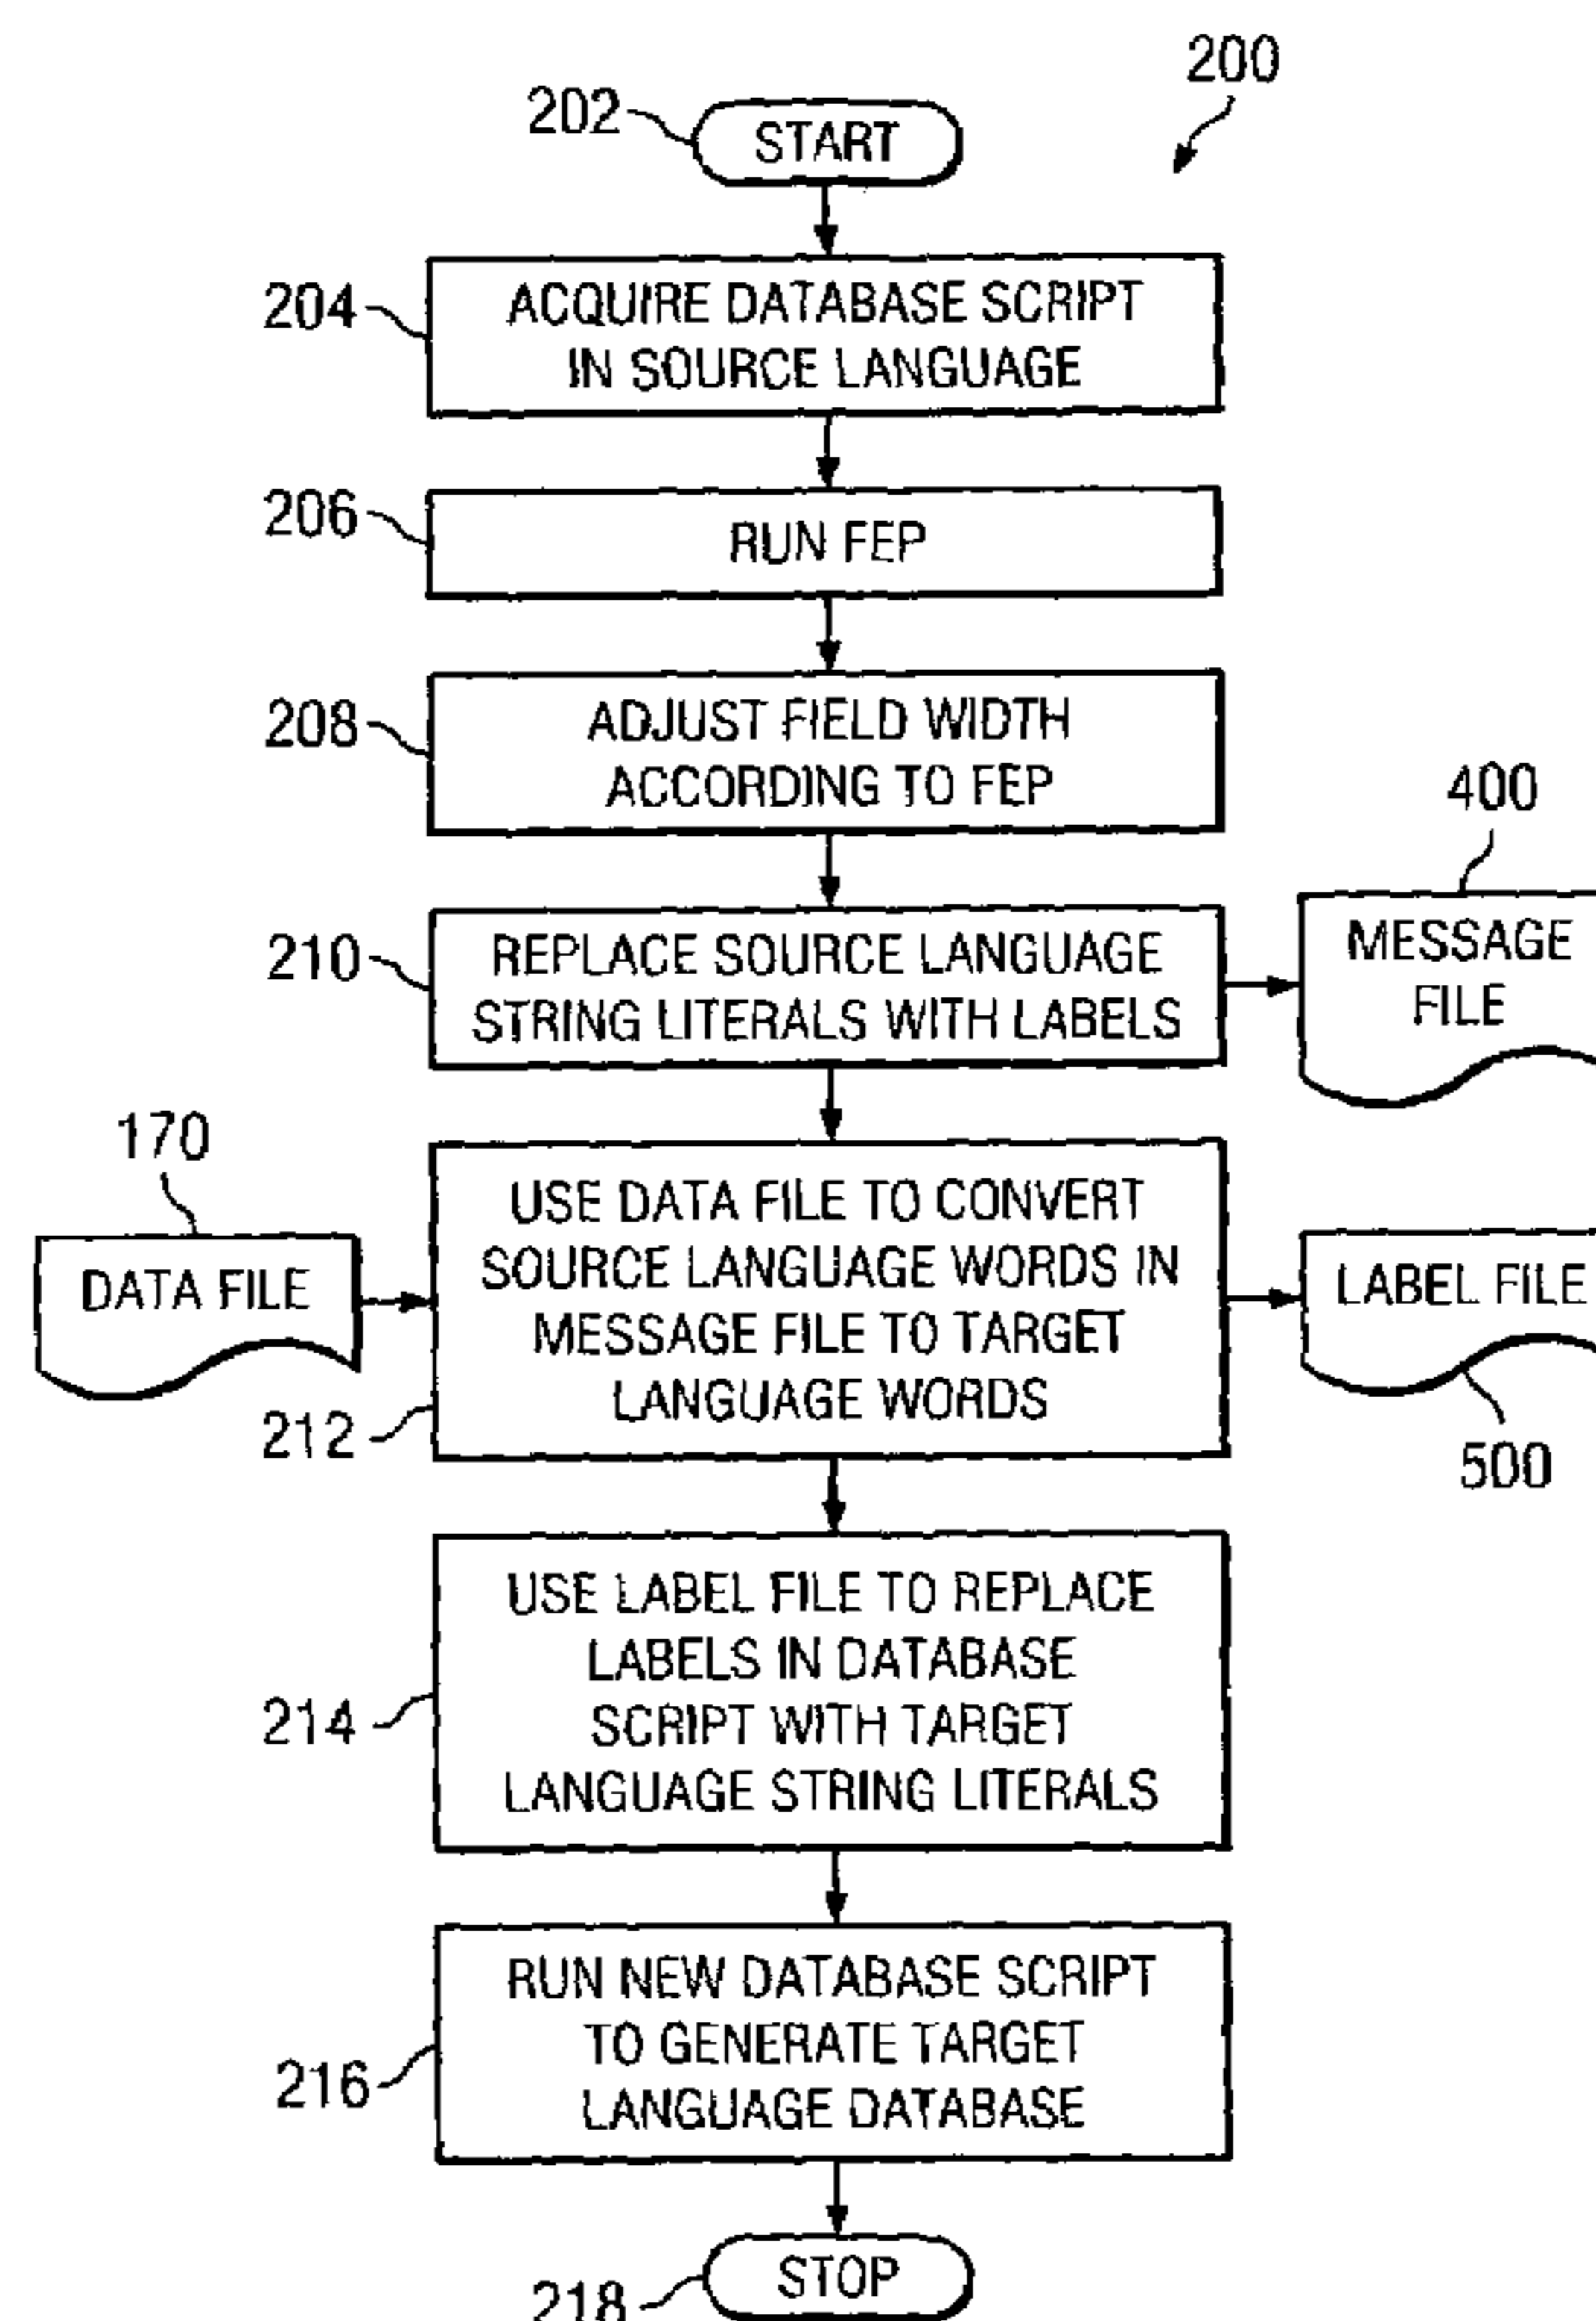 200
202
START
204
ACQUIRE DATABASE SCRIPT
IN SOURCE LANGUAGE
206
RUN FEP
208
ADJUST FIELD WIDTH
ACCORDING TO FEP
400
210
REPLACE SOURCE LANGUAGE
STRING LITERALS WITH LABELS
MESSAGE
FILE
170
DATA FILE
USE DATA FILE TO CONVERT
SOURCE LANGUAGE WORDS IN
MESSAGE FILE TO TARGET
LANGUAGE WORDS
212
LABEL FILE
500
USE LABEL FILE TO REPLACE
LABELS IN DATABASE
SCRIPT WITH TARGET
LANGUAGE STRING LITERALS
214
RUN NEW DATABASE SCRIPT
TO GENERATE TARGET
LANGUAGE DATABASE
216
STOP
218